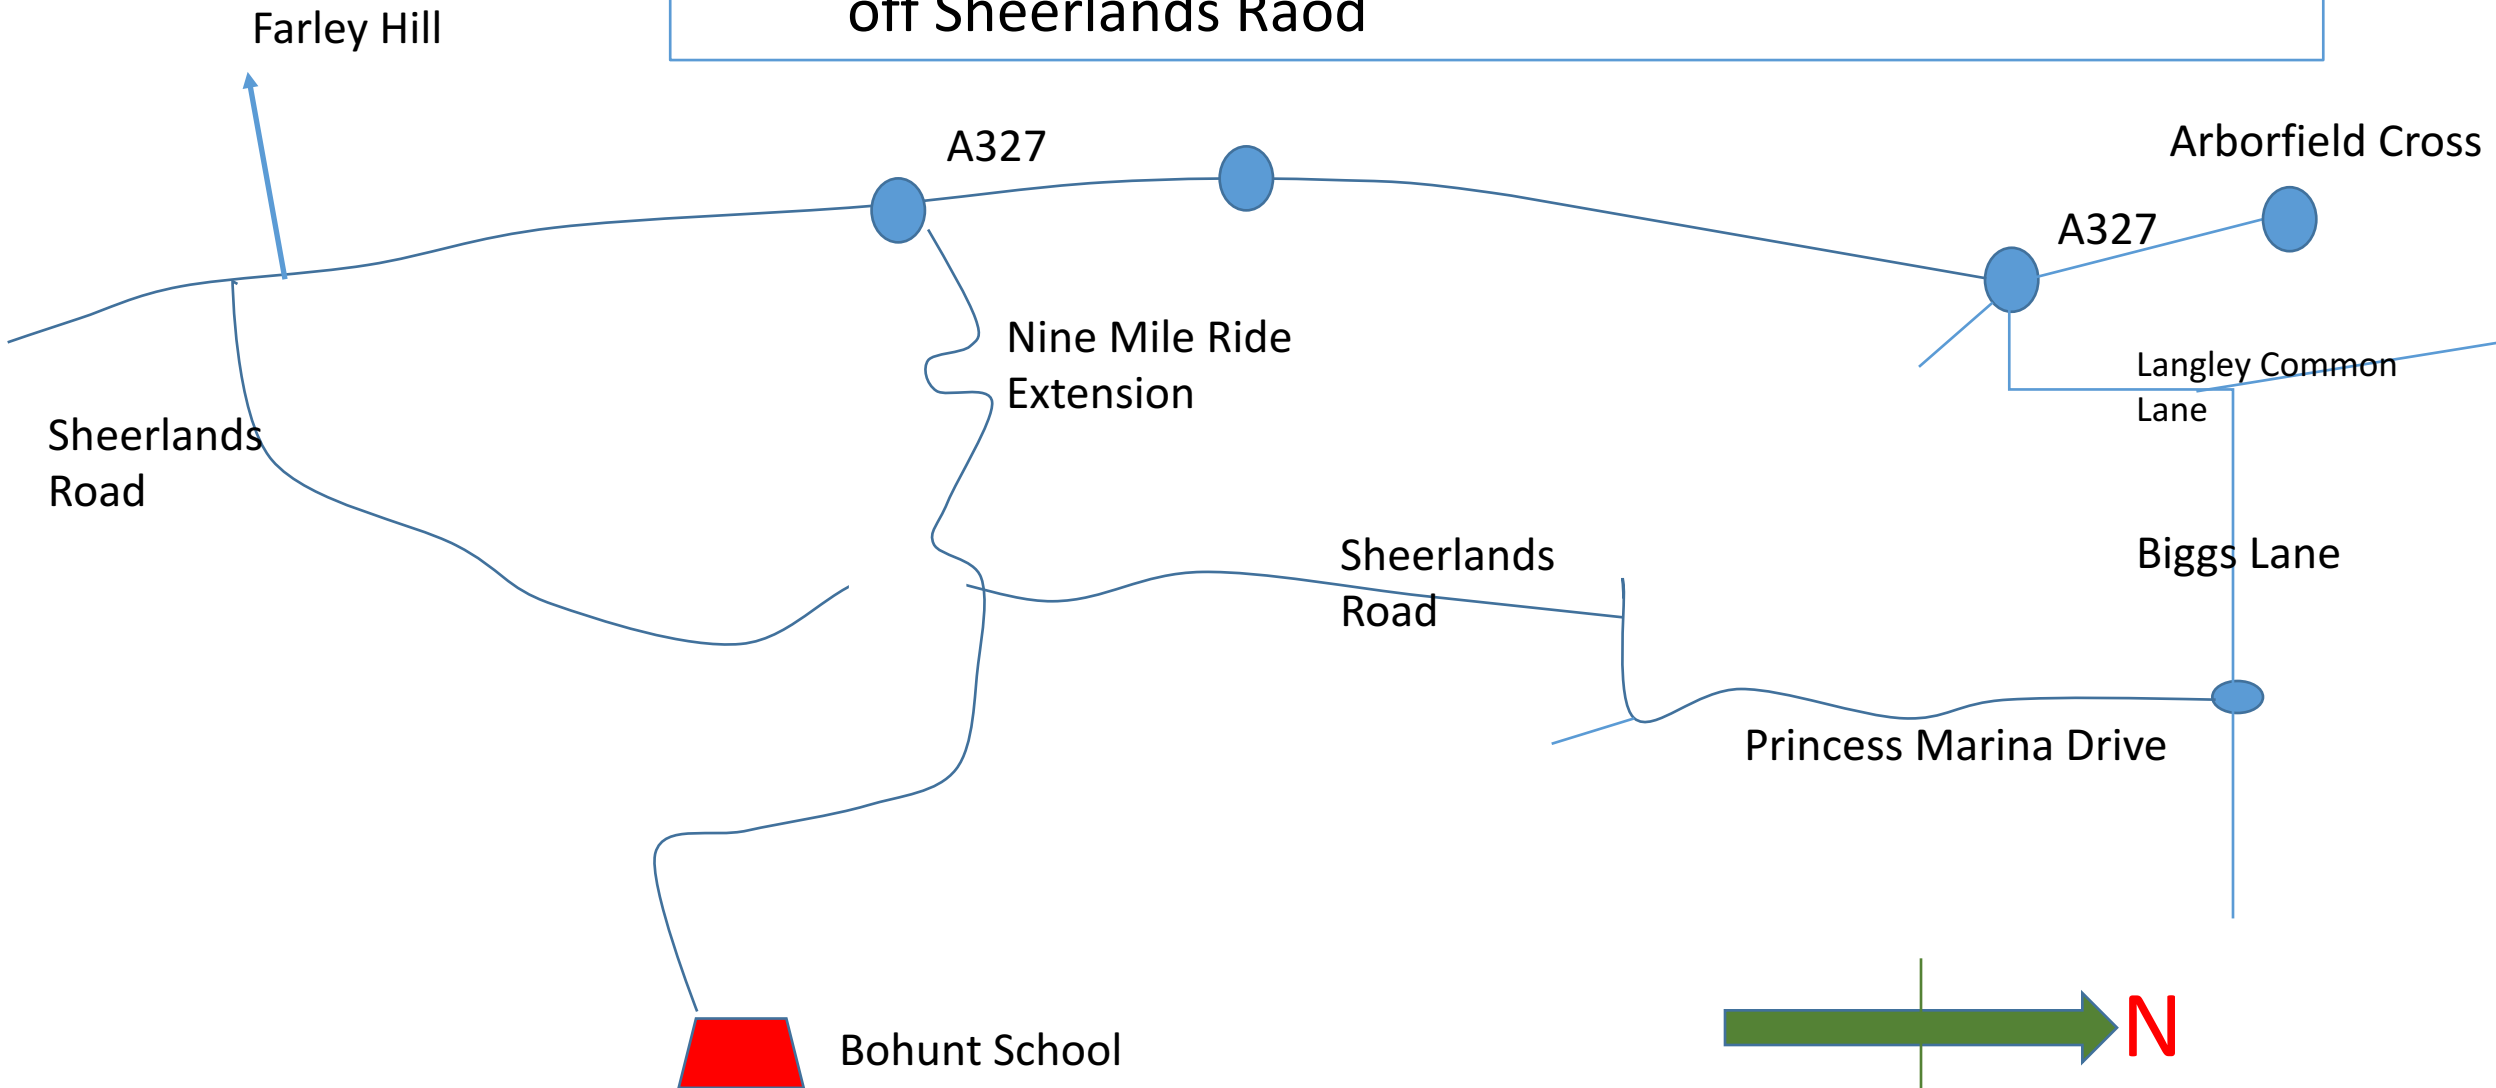 off Sheerlands Raod
Farley Hill
A327
Arborfield Cross
A327
Nine Mile Ride
Extension
Langley Common
Lane
Sheerlands
Road
Sheerlands
Road
Biggs Lane
Princess Marina Drive
Bohunt School
N